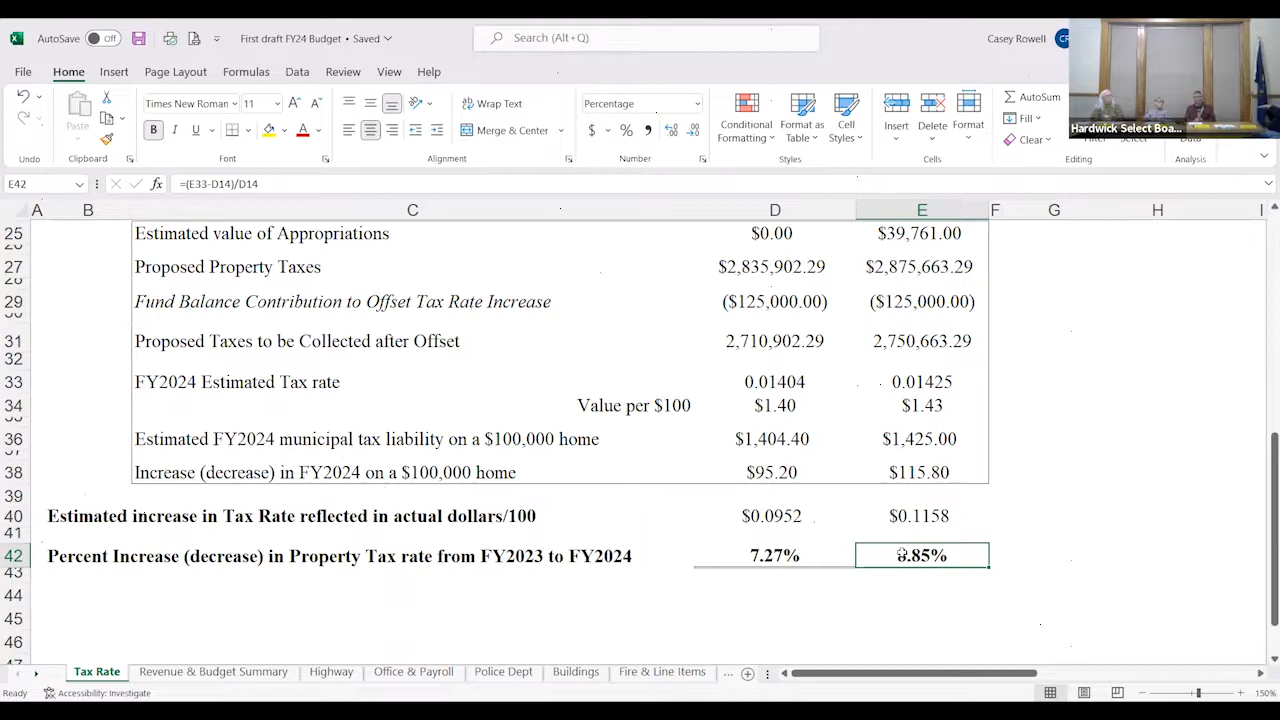 AutoSave Off First draft FY24 Budget • Saved Search (Alt+Q) Casey Rowell CR
File Home Insert Page Layout Formulas Data Review View Help
Paste Times New Roman 11 Wrap Text Percentage Conditional Formatting Format as Table Cell Styles Insert Delete Format AutoSum
B I U A Merge & Center $ % Fill
Clear
Hardwick Select Boa...
Undo Clipboard Font Alignment Number Styles Cells Editing Analysis
E42 fx =(E33-D14)/D14
A B C D E F G H I
25 Estimated value of Appropriations $0.00 $39,761.00
27 Proposed Property Taxes $2,835,902.29 $2,875,663.29
29 Fund Balance Contribution to Offset Tax Rate Increase ($125,000.00) ($125,000.00)
31 Proposed Taxes to be Collected after Offset 2,710,902.29 2,750,663.29
32
33 FY2024 Estimated Tax rate 0.01404 0.01425
34 Value per $100 $1.40 $1.43
36 Estimated FY2024 municipal tax liability on a $100,000 home $1,404.40 $1,425.00
38 Increase (decrease) in FY2024 on a $100,000 home $95.20 $115.80
39
40 Estimated increase in Tax Rate reflected in actual dollars/100 $0.0952 $0.1158
41
42 Percent Increase (decrease) in Property Tax rate from FY2023 to FY2024 7.27% 8.85%
43
44
45
46
Tax Rate Revenue & Budget Summary Highway Office & Payroll Police Dept Buildings Fire & Line Items ...
Ready Accessibility: Investigate 150%